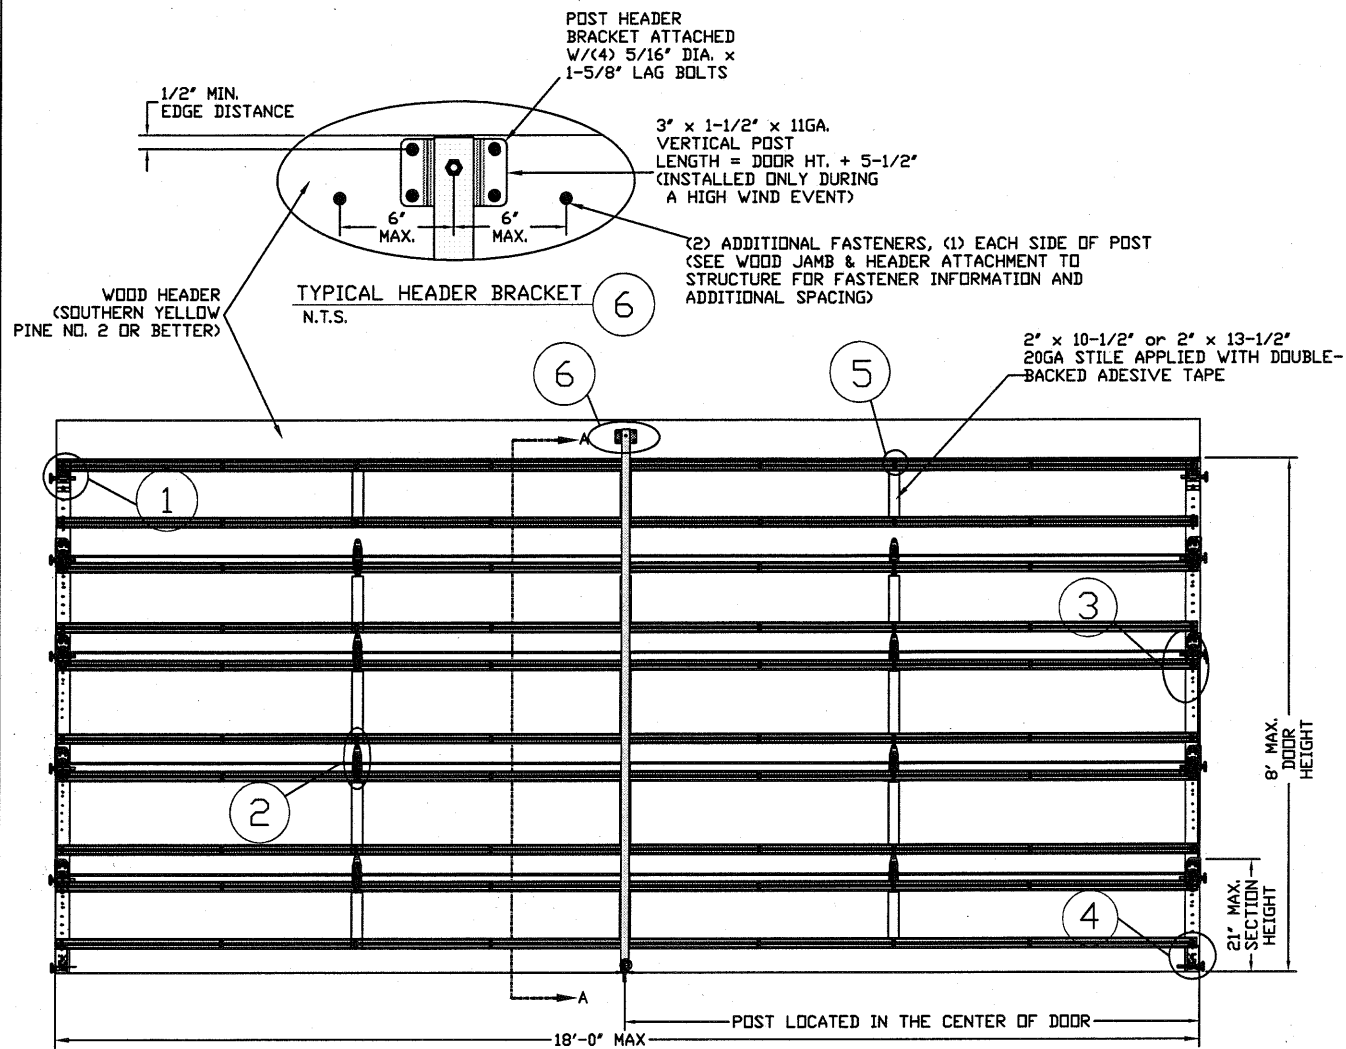 POST HEADER
BRACKET ATTACHED
W/(4) 5/16" DIA. x
1-5/8" LAG BOLTS
1/2" MIN.
EDGE DISTANCE
3" x 1-1/2" x 11GA.
VERTICAL POST
LENGTH = DOOR HT. + 5-1/2"
(INSTALLED ONLY DURING
A HIGH WIND EVENT)
6"
MAX.
6"
MAX.
(2) ADDITIONAL FASTENERS, (1) EACH SIDE OF POST
(SEE WOOD JAMB & HEADER ATTACHMENT TO
STRUCTURE FOR FASTENER INFORMATION AND
ADDITIONAL SPACING)
WOOD HEADER
(SOUTHERN YELLOW
PINE NO. 2 OR BETTER)
TYPICAL HEADER BRACKET
N.T.S.
6
2" x 10-1/2" or 2" x 13-1/2"
20GA STILE APPLIED WITH DOUBLE-
BACKED ADESIVE TAPE
6
5
A
1
3
2
8' MAX.
DOOR
HEIGHT
21" MAX.
SECTION
HEIGHT
4
A
POST LOCATED IN THE CENTER OF DOOR
18'-0" MAX